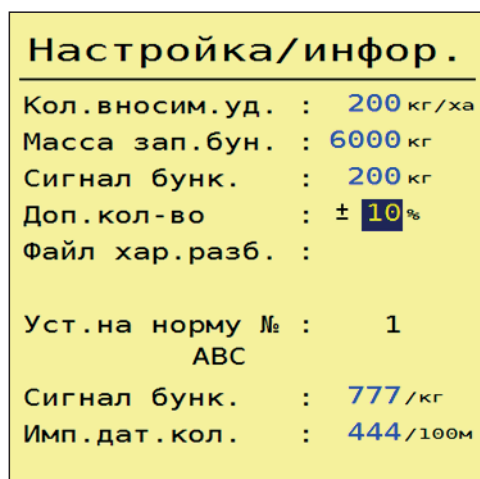 Настройка/инфор.
Кол.вносим.уд. : 200 кг/ха
Масса зап.бун. : 6000 кг
Сигнал бунк. : 200 кг
Доп.кол-во : ± 10 %
Файл хар.разб. :
Уст.на норму № : 1
ABC
Сигнал бунк. : 777 /кг
Имп.дат.кол. : 444 /100м